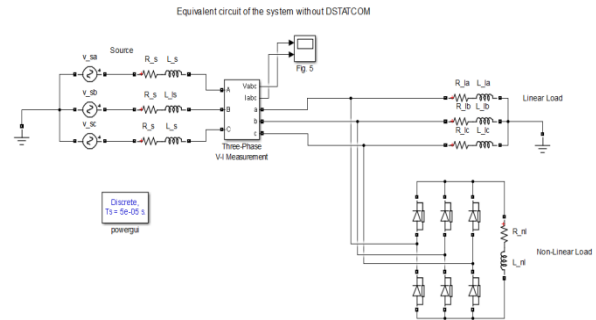 Equivalent circuit of the system without DSTATCOM
Source
v_sa
R_s L_s
v_sb
R_s L_ls
v_sc
R_s L_s
A
B
C
Vabc
Iabc
a
b
c
Three-Phase
V-I Measurement
Fig. 5
R_la L_la
R_lb L_lb
R_lc L_lc
Linear Load
Discrete,
Ts = 5e-05 s
powergui
R_nl
L_nl
Non-Linear Load